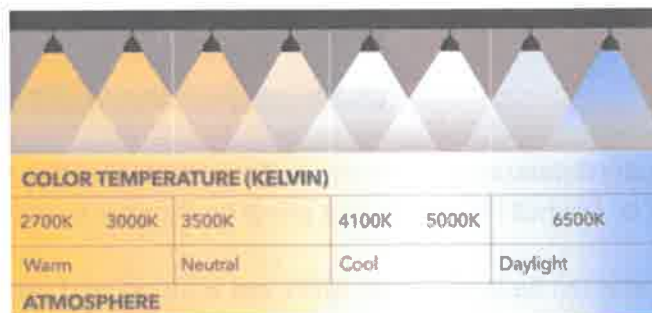 COLOR TEMPERATURE (KELVIN)
2700K 3000K 3500K 4100K 5000K 6500K
Warm Neutral Cool Daylight
ATMOSPHERE